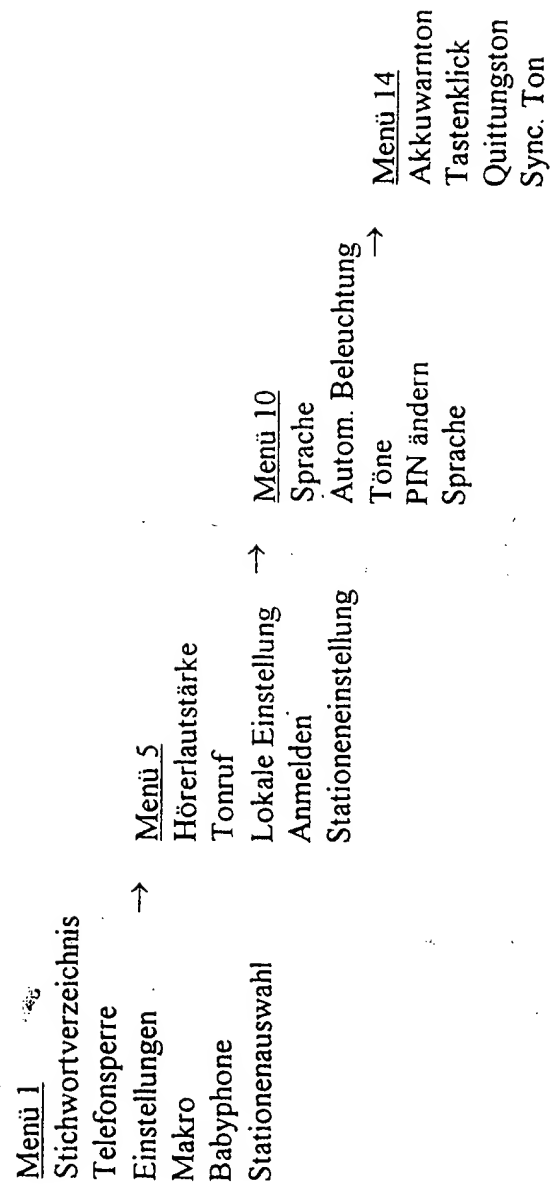 Menü 1
Stichwortverzeichnis
Telefonsperre
Einstellungen →
Makro
Babyphone
Stationenauswahl
Menü 5
Hörerlautstärke
Tonruf
Lokale Einstellung →
Anmelden
Stationeneinstellung
Menü 10
Sprache
Autom. Beleuchtung
Töne →
PIN ändern
Sprache
Menü 14
Akkuwarnton
Tastenklick
Quittungston
Sync. Ton